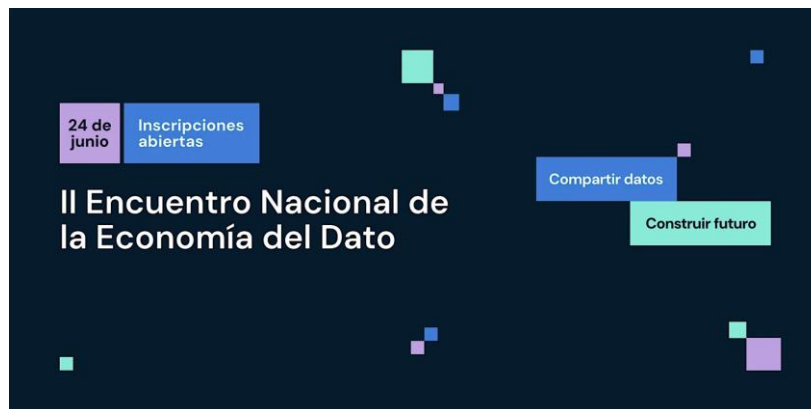 24 de
junio
Inscripciones
abiertas
II Encuentro Nacional de
la Economía del Dato
Compartir datos
Construir futuro